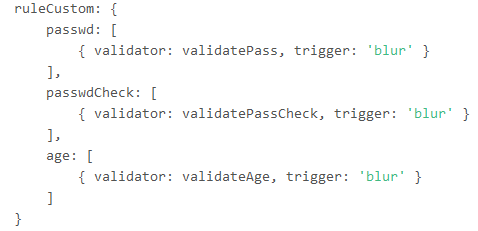 ruleCustom: {
    passwd: [
        { validator: validatePass, trigger: 'blur' }
    ],
    passwdCheck: [
        { validator: validatePassCheck, trigger: 'blur' }
    ],
    age: [
        { validator: validateAge, trigger: 'blur' }
    ]
}